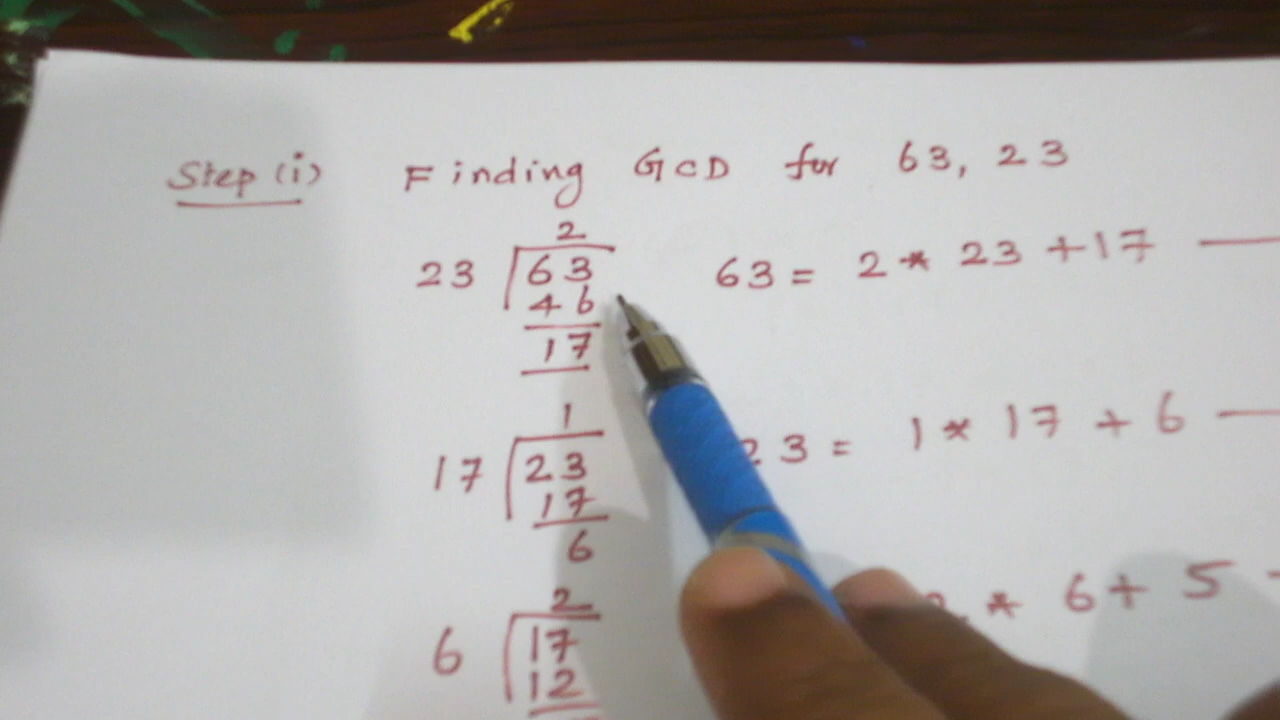 Step (i) Finding GCD for 63, 23
2
23 63 63 = 2 * 23 + 17
46
17
1
17 23 23 = 1 * 17 + 6
17
6
2
6 17 * 6 + 5
12